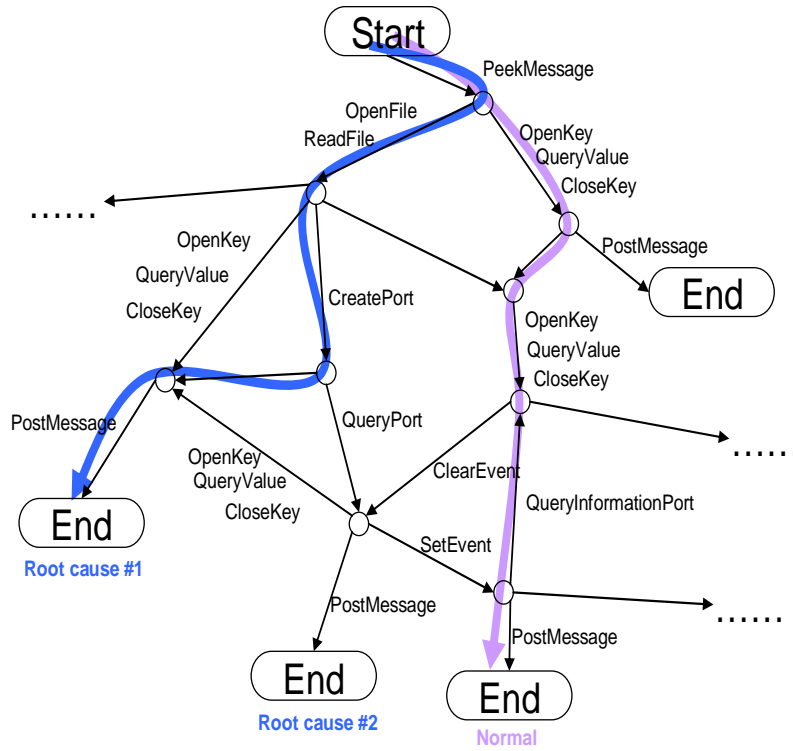 Start
PeekMessage
OpenFile
ReadFile
OpenKey
QueryValue
CloseKey
......
OpenKey
QueryValue
CloseKey
PostMessage
End
CreatePort
OpenKey
QueryValue
CloseKey
PostMessage
QueryPort
......
OpenKey
QueryValue
CloseKey
ClearEvent
QueryInformationPort
End
Root cause #1
SetEvent
PostMessage
......
PostMessage
End
Root cause #2
End
Normal